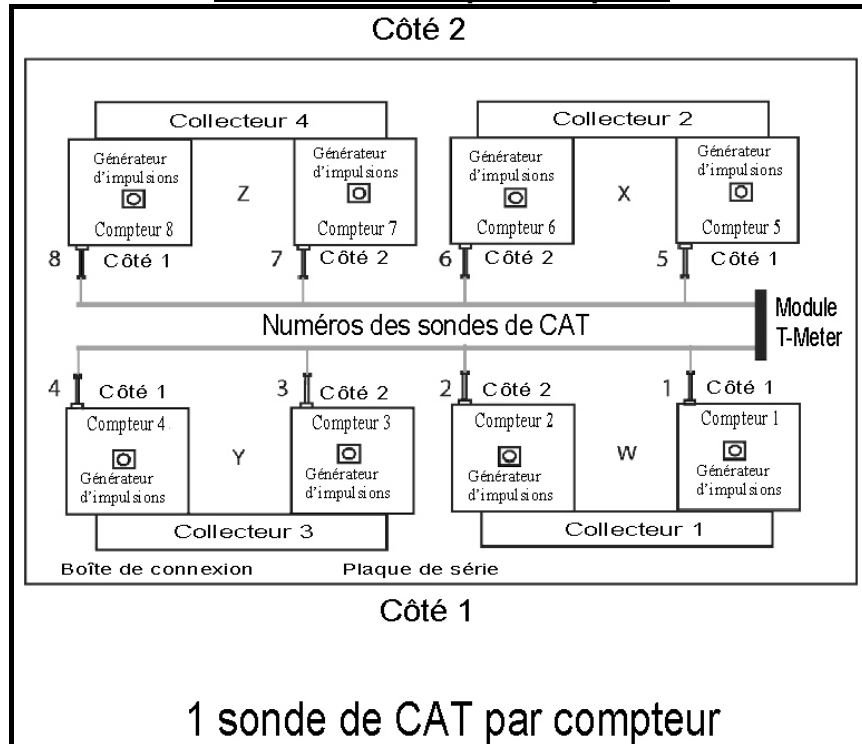 Côté 2
Collecteur 4
Collecteur 2
Générateur
d'impulsions
Compteur 8
Z
Générateur
d'impulsions
Compteur 7
Générateur
d'impulsions
Compteur 6
X
Générateur
d'impulsions
Compteur 5
8 Côté 1
7 Côté 2
6 Côté 2
5 Côté 1
Numéros des sondes de CAT
Module
T-Meter
4 Côté 1
3 Côté 2
2 Côté 2
1 Côté 1
Compteur 4
Générateur
d'impulsions
Y
Compteur 3
Générateur
d'impulsions
Compteur 2
Générateur
d'impulsions
W
Compteur 1
Générateur
d'impulsions
Collecteur 3
Collecteur 1
Boîte de connexion
Plaque de série
Côté 1
1 sonde de CAT par compteur